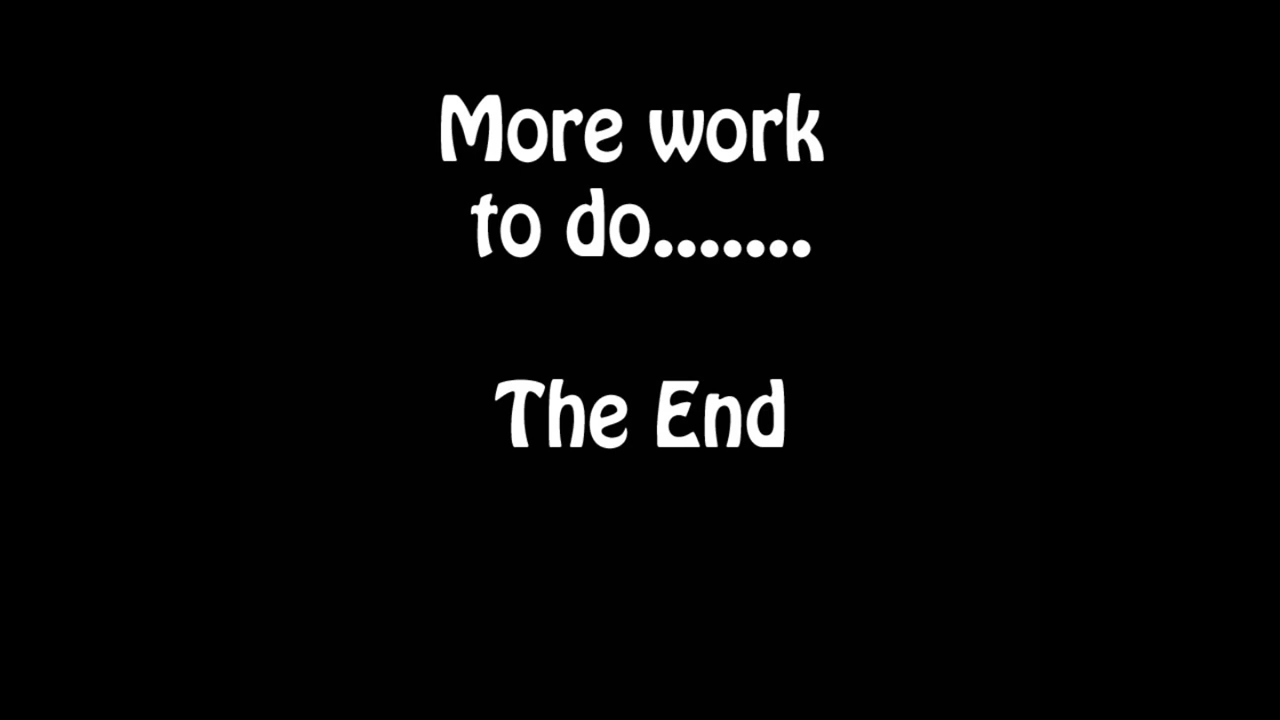 More work
to do.......
The End